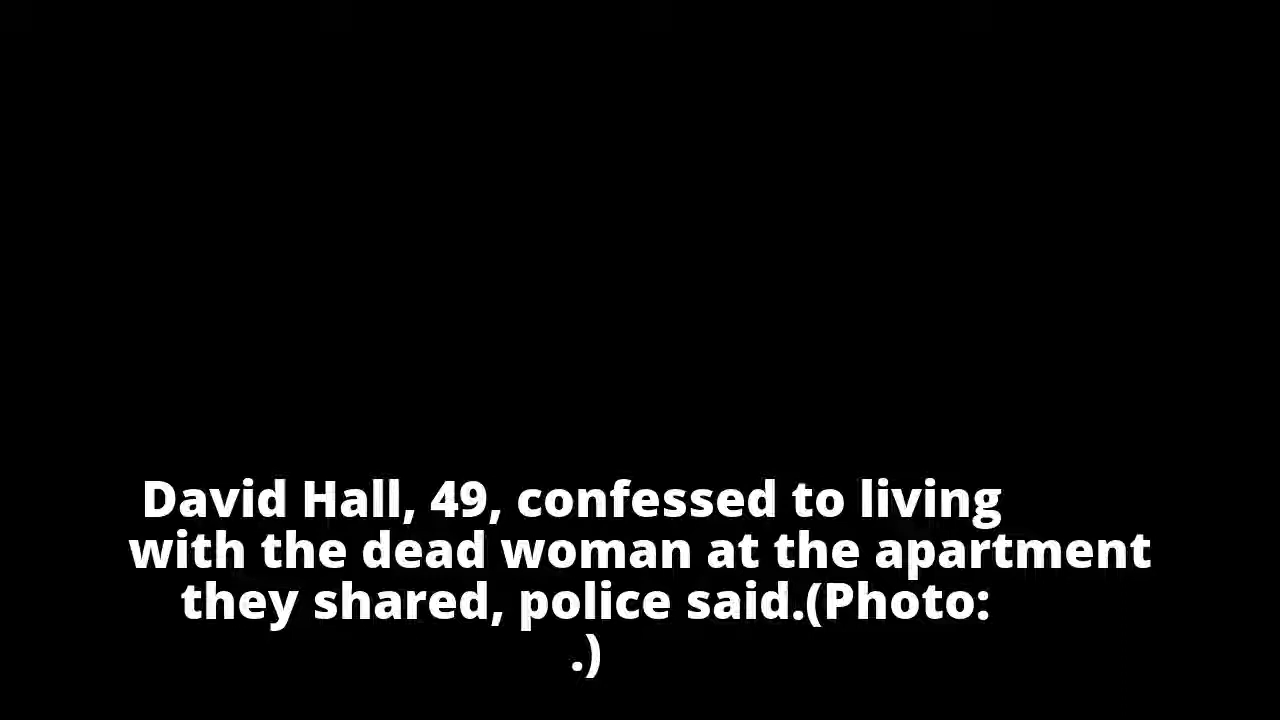 David Hall, 49, confessed to living
with the dead woman at the apartment
they shared, police said.(Photo:
.)